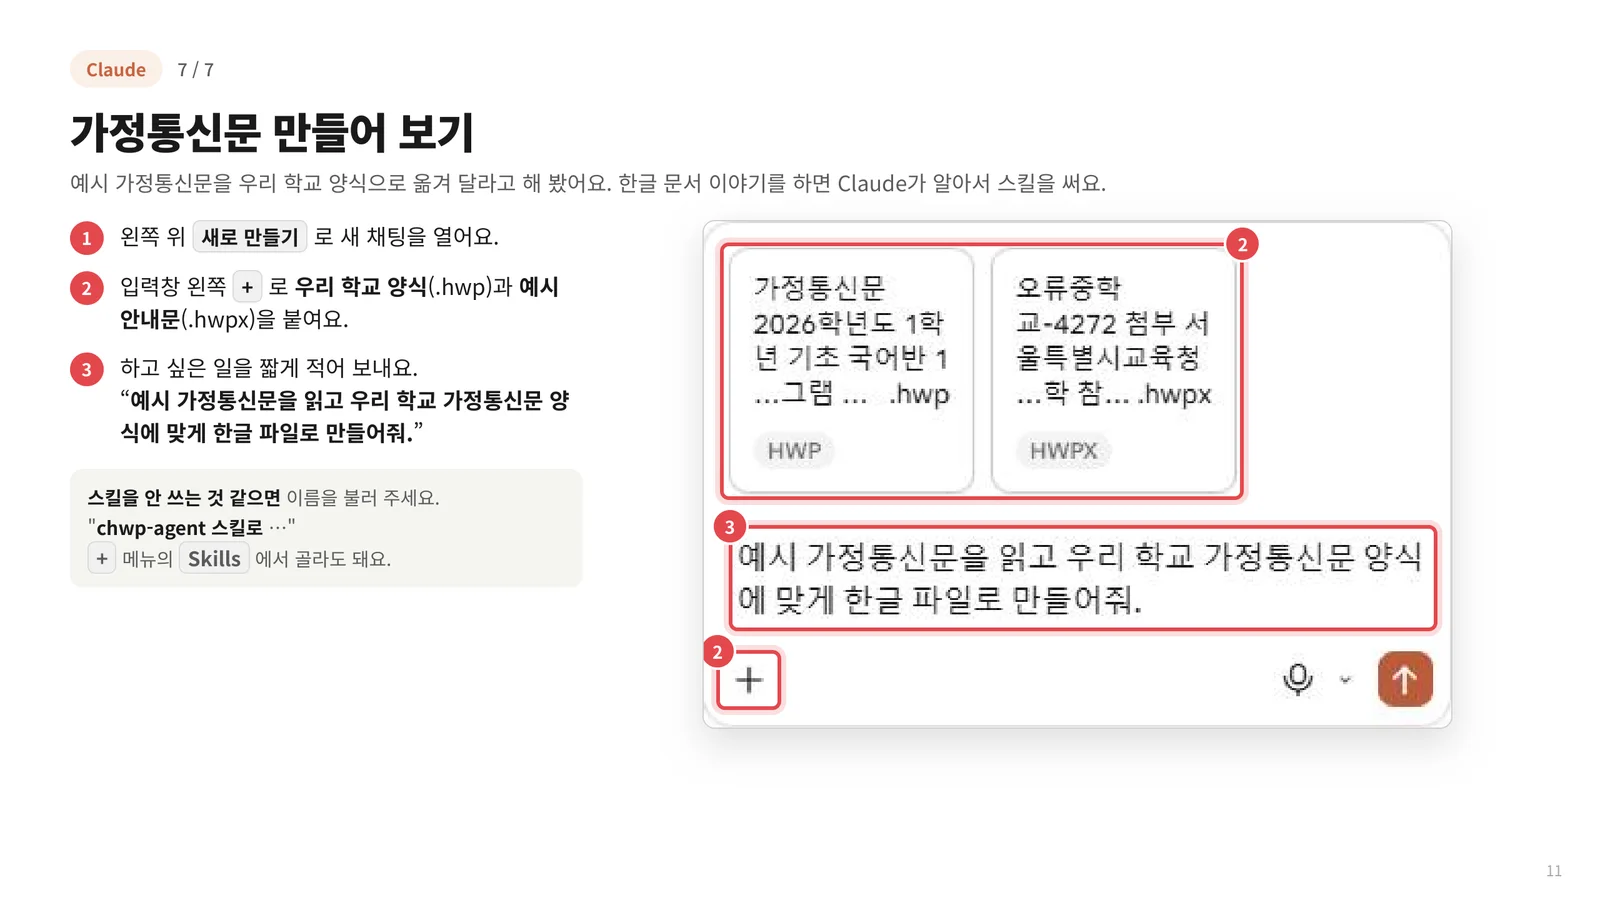 Claude 7 / 7
가정통신문 만들어 보기
예시 가정통신문을 우리 학교 양식으로 옮겨 달라고 해 봤어요. 한글 문서 이야기를 하면 Claude가 알아서 스킬을 써요.
1 왼쪽 위 새로 만들기 로 새 채팅을 열어요.
2 입력창 왼쪽 + 로 우리 학교 양식(.hwp)과 예시
안내문(.hwpx)을 붙여요.
3 하고 싶은 일을 짧게 적어 보내요.
“예시 가정통신문을 읽고 우리 학교 가정통신문 양
식에 맞게 한글 파일로 만들어줘.”
스킬을 안 쓰는 것 같으면 이름을 불러 주세요.
"chwp-agent 스킬로 …"
+ 메뉴의 Skills 에서 골라도 돼요.
2
가정통신문
2026학년도 1학
년 기초 국어반 1
...그램 ... .hwp
HWP
오류중학
교-4272 첨부 서
울특별시교육청
...학 참... .hwpx
HWPX
3
예시 가정통신문을 읽고 우리 학교 가정통신문 양식
에 맞게 한글 파일로 만들어줘.
2
+
11